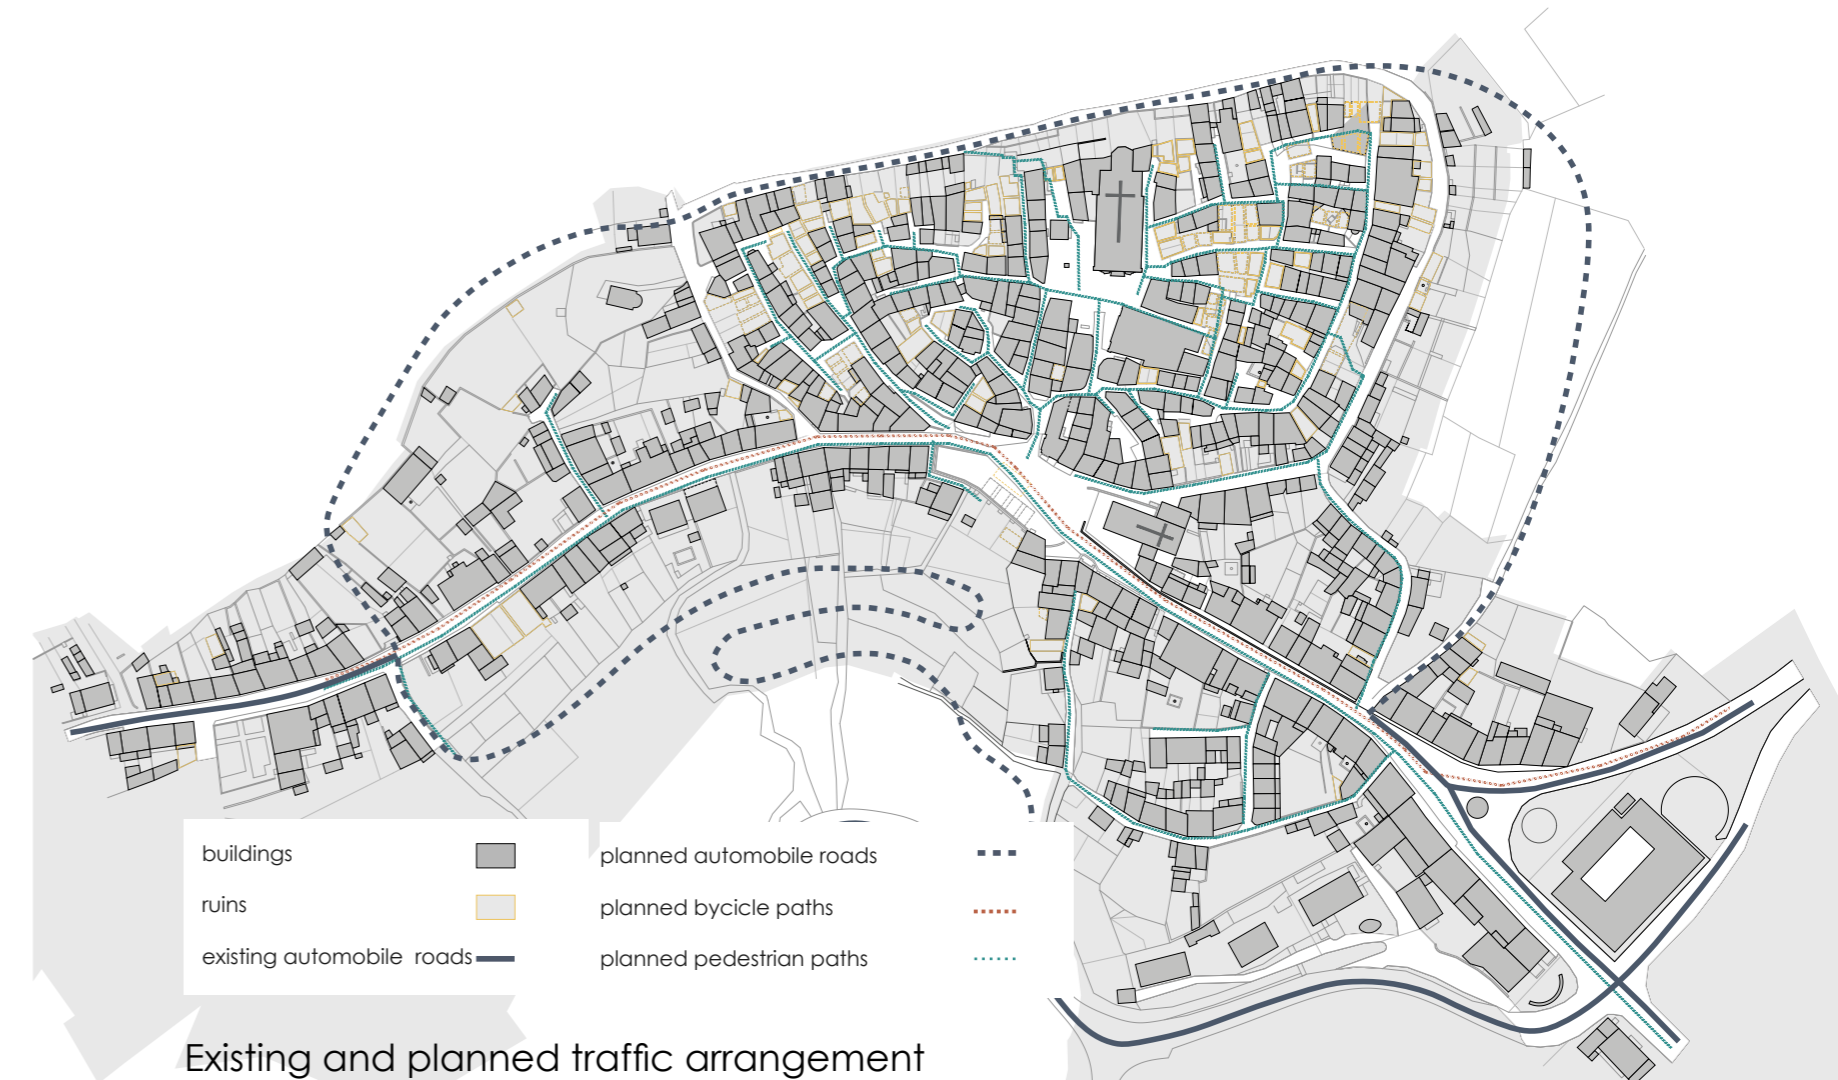 buildings
ruins
existing automobile roads
planned automobile roads
planned bycicle paths
planned pedestrian paths
Existing and planned traffic arrangement